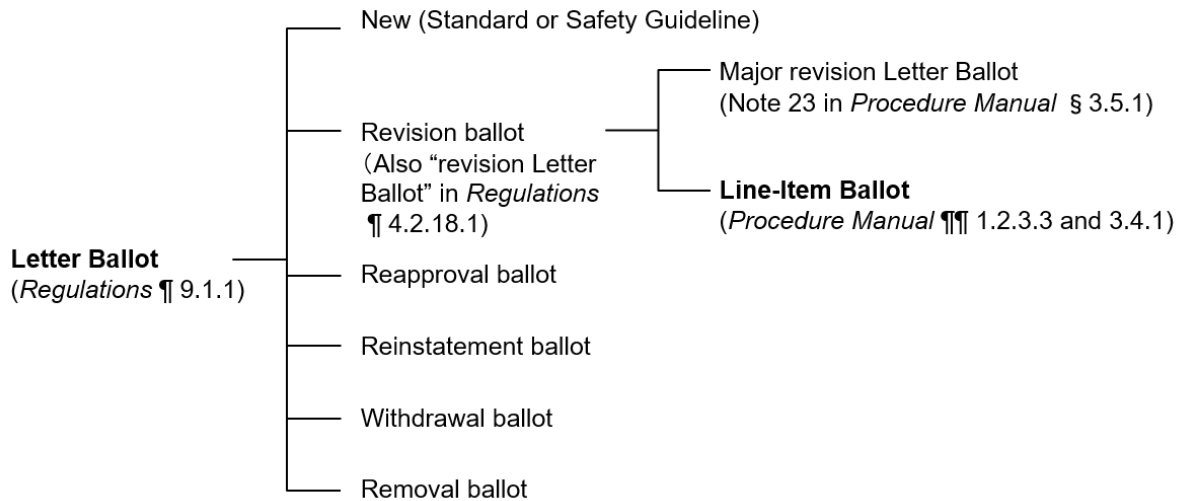 New (Standard or Safety Guideline)
Major revision Letter Ballot
(Note 23 in Procedure Manual § 3.5.1)
Revision ballot
（Also “revision Letter
Ballot” in Regulations
¶ 4.2.18.1)
Line-Item Ballot
(Procedure Manual ¶¶ 1.2.3.3 and 3.4.1)
Letter Ballot
(Regulations ¶ 9.1.1)
Reapproval ballot
Reinstatement ballot
Withdrawal ballot
Removal ballot